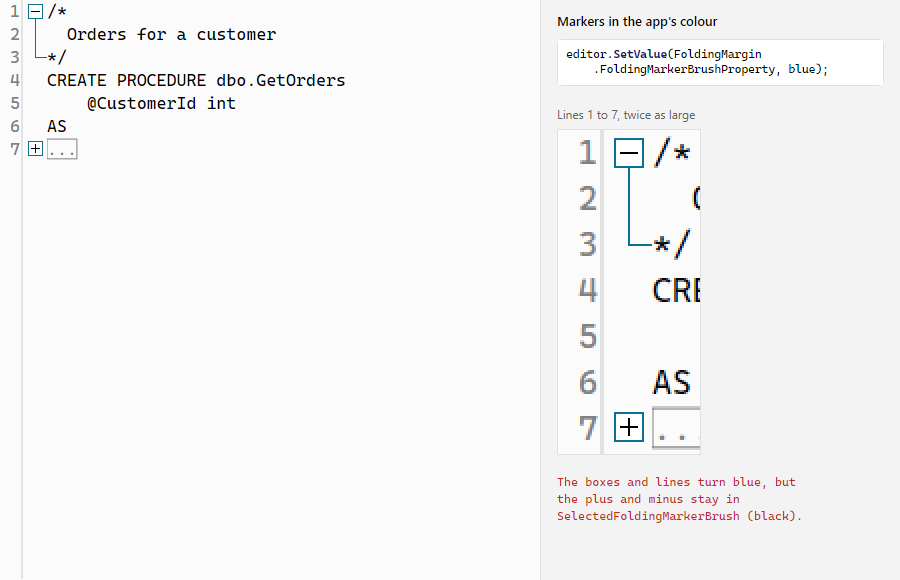 1 /*
2 Orders for a customer
3 */
4 CREATE PROCEDURE dbo.GetOrders
5 @CustomerId int
6 AS
7 ...
Markers in the app's colour
editor.SetValue(FoldingMargin
.FoldingMarkerBrushProperty, blue);
Lines 1 to 7, twice as large
1 /*
2
3 */
4 CRE
5
6 AS
7 ...
The boxes and lines turn blue, but
the plus and minus stay in
SelectedFoldingMarkerBrush (black).